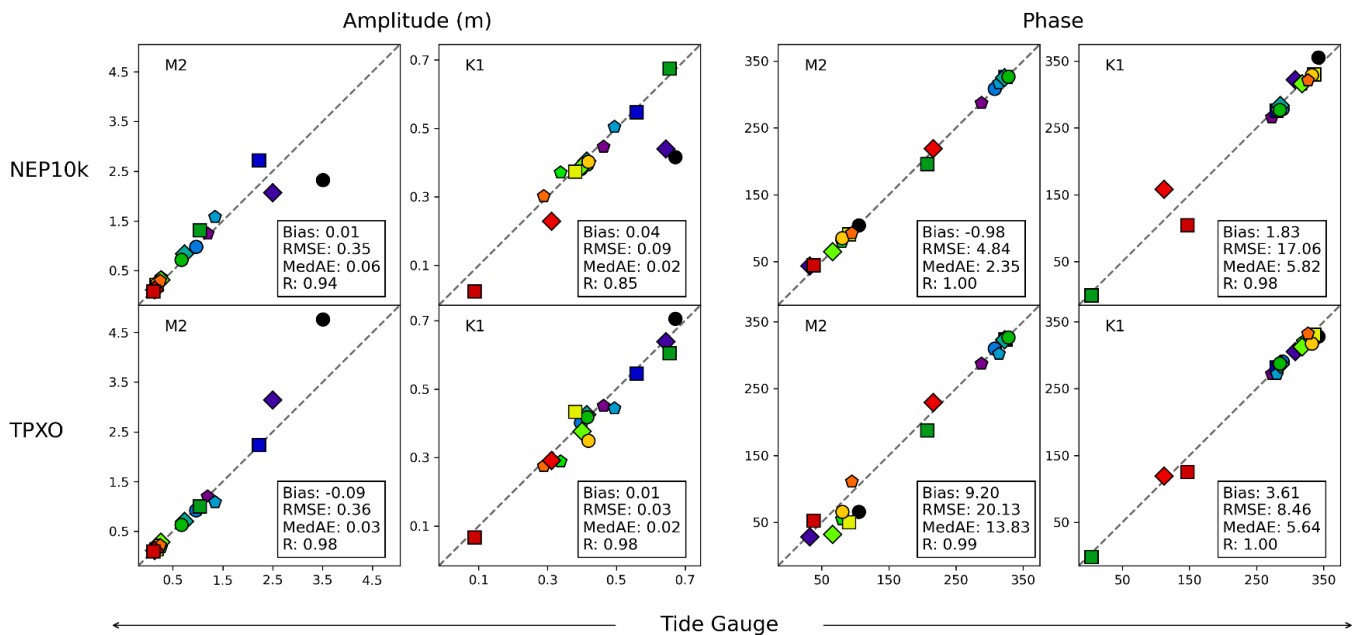 Amplitude (m)
Phase
NEP10k
4.5
3.5
2.5
1.5
0.5
M2
Bias: 0.01
RMSE: 0.35
MedAE: 0.06
R: 0.94
0.7
0.5
0.3
0.1
K1
Bias: 0.04
RMSE: 0.09
MedAE: 0.02
R: 0.85
350
250
150
50
M2
Bias: -0.98
RMSE: 4.84
MedAE: 2.35
R: 1.00
350
250
150
50
K1
Bias: 1.83
RMSE: 17.06
MedAE: 5.82
R: 0.98
TPXO
4.5
3.5
2.5
1.5
0.5
M2
Bias: -0.09
RMSE: 0.36
MedAE: 0.03
R: 0.98
0.5 1.5 2.5 3.5 4.5
0.7
0.5
0.3
0.1
K1
Bias: 0.01
RMSE: 0.03
MedAE: 0.02
R: 0.98
0.1 0.3 0.5 0.7
350
250
150
50
M2
Bias: 9.20
RMSE: 20.13
MedAE: 13.83
R: 0.99
50 150 250 350
350
250
150
50
K1
Bias: 3.61
RMSE: 8.46
MedAE: 5.64
R: 1.00
50 150 250 350
Tide Gauge